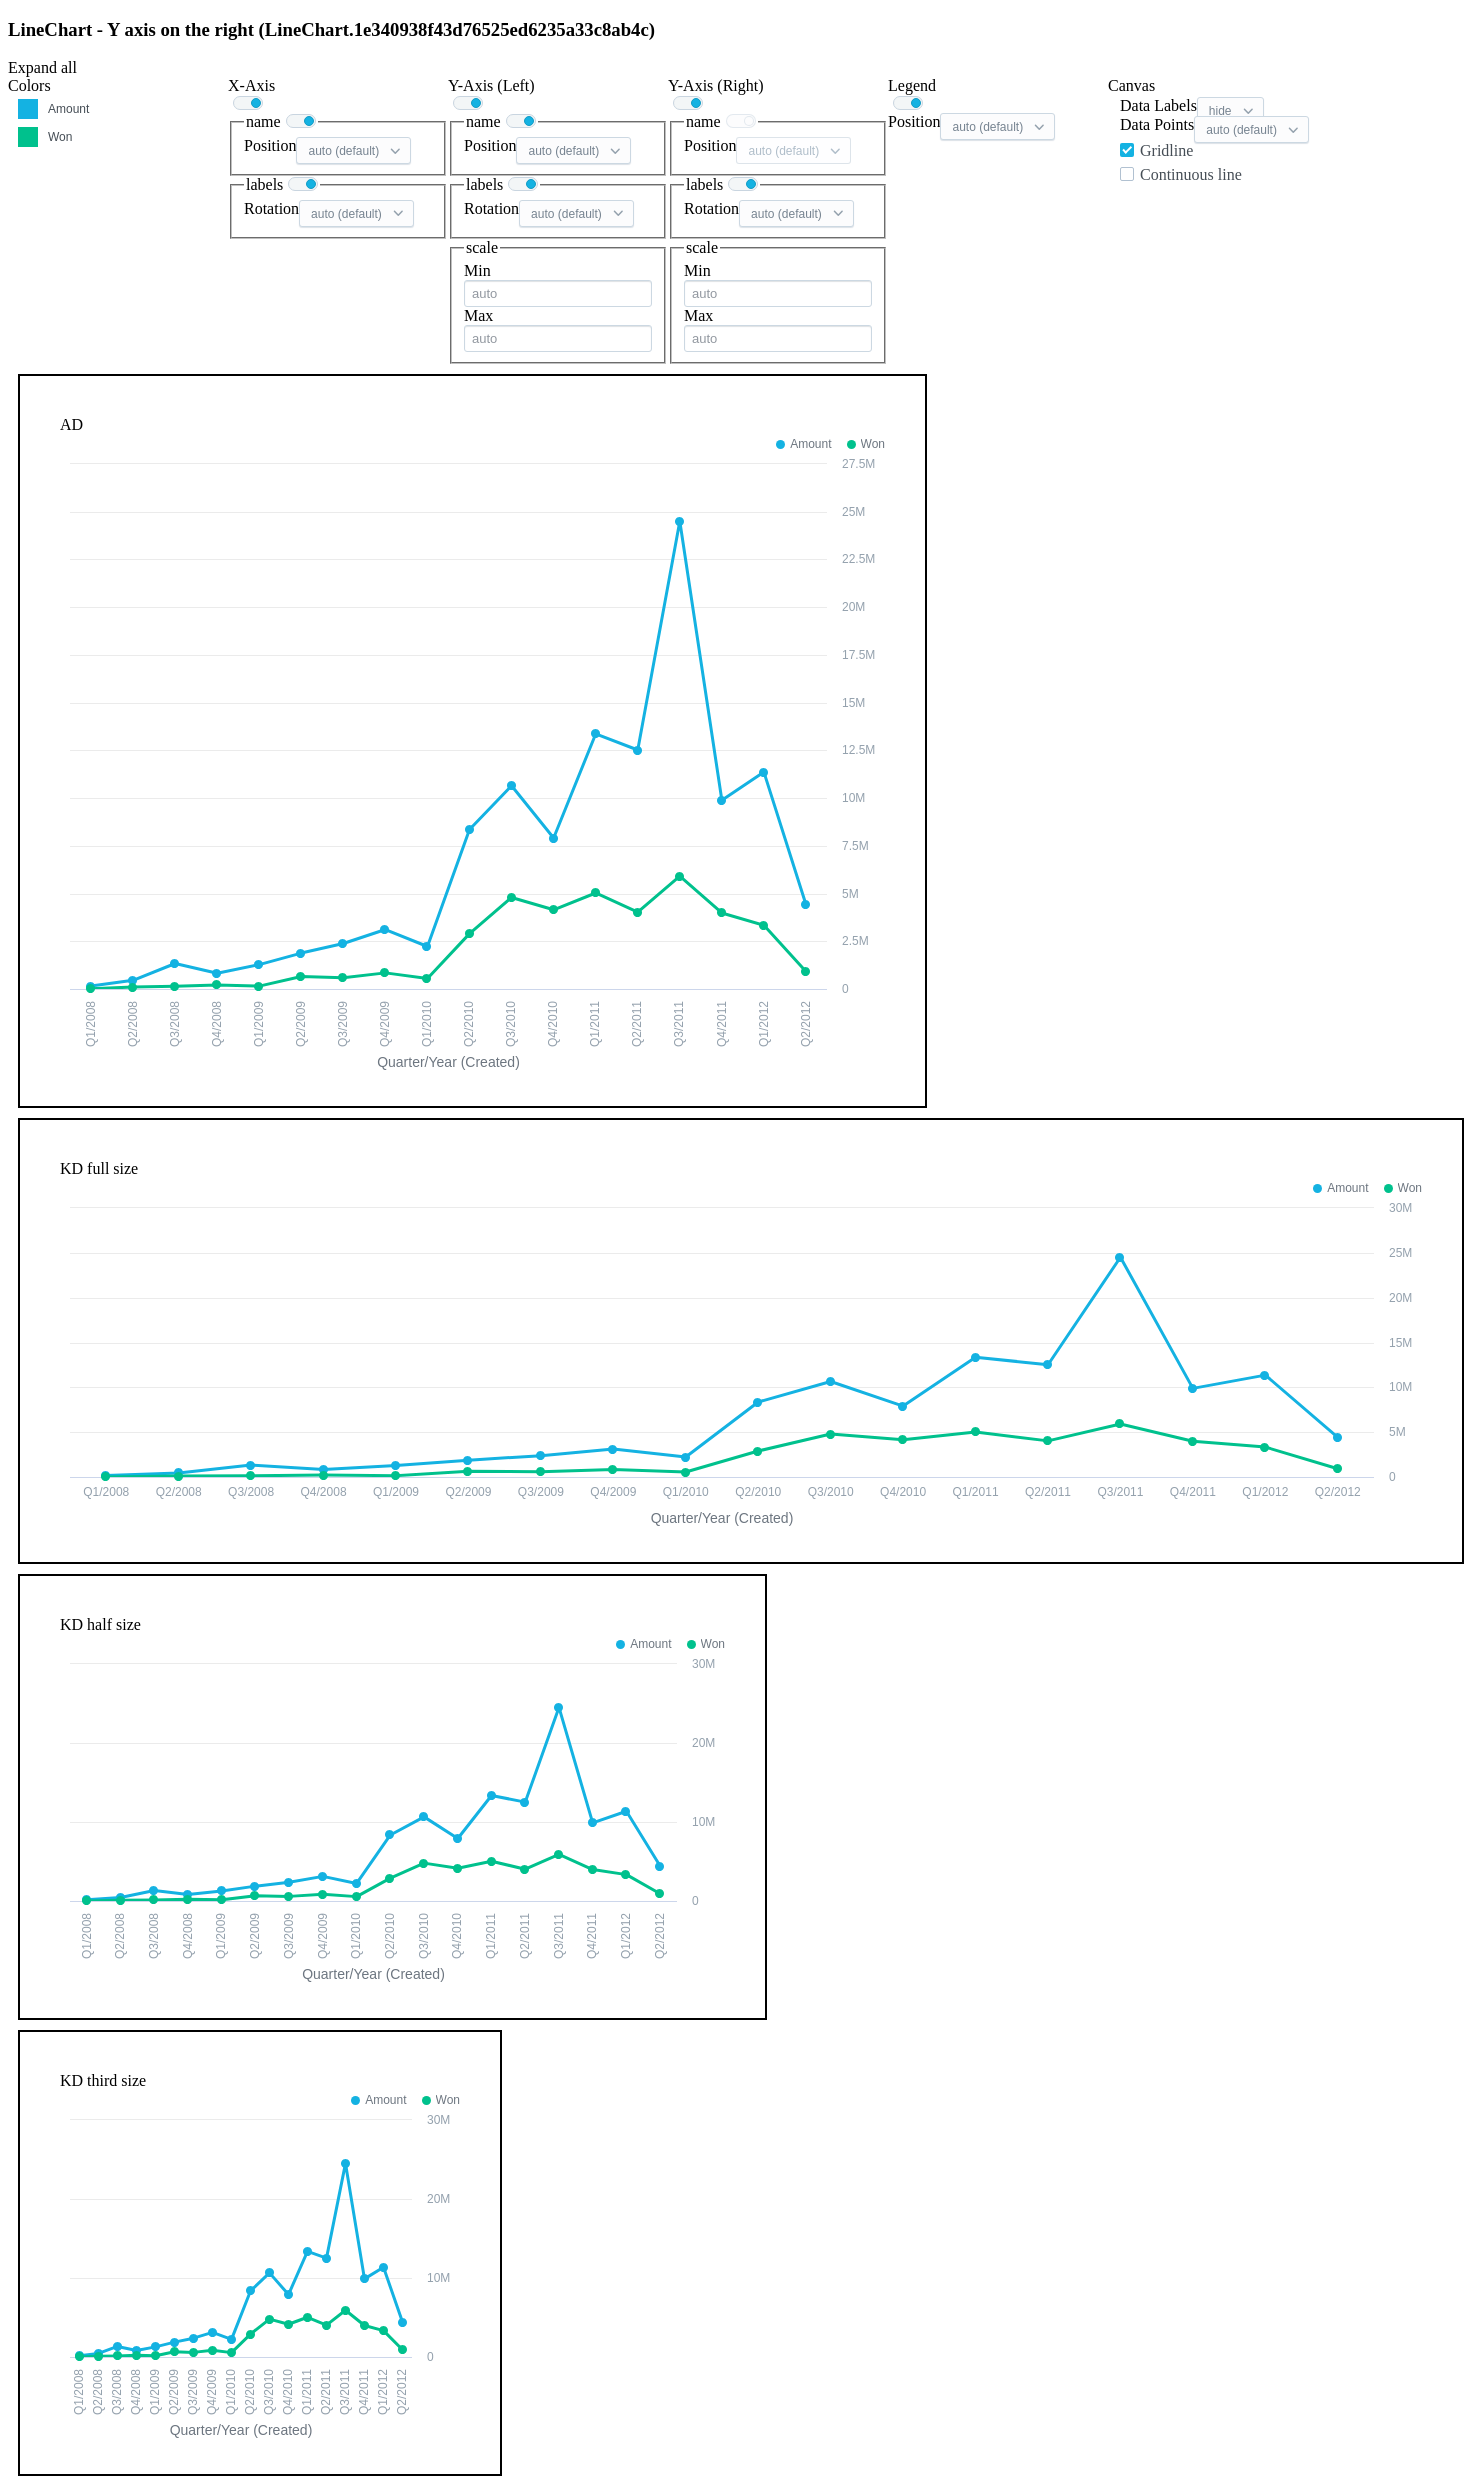 LineChart - Y axis on the right (LineChart.1e340938f43d76525ed6235a33c8ab4c)
Expand all
Colors
Amount
Won
X-Axis
name
Position auto (default)
labels
Rotation auto (default)
Y-Axis (Left)
name
Position auto (default)
labels
Rotation auto (default)
scale
Min
auto
Max
auto
Y-Axis (Right)
name
Position auto (default)
labels
Rotation auto (default)
scale
Min
auto
Max
auto
Legend
Position auto (default)
Canvas
Data Labels hide
Data Points auto (default)
Gridline
Continuous line
AD
Amount Won
27.5M
25M
22.5M
20M
17.5M
15M
12.5M
10M
7.5M
5M
2.5M
0
Q1/2008 Q2/2008 Q3/2008 Q4/2008 Q1/2009 Q2/2009 Q3/2009 Q4/2009 Q1/2010 Q2/2010 Q3/2010 Q4/2010 Q1/2011 Q2/2011 Q3/2011 Q4/2011 Q1/2012 Q2/2012
Quarter/Year (Created)
KD full size
Amount Won
30M
25M
20M
15M
10M
5M
0
Q1/2008 Q2/2008 Q3/2008 Q4/2008 Q1/2009 Q2/2009 Q3/2009 Q4/2009 Q1/2010 Q2/2010 Q3/2010 Q4/2010 Q1/2011 Q2/2011 Q3/2011 Q4/2011 Q1/2012 Q2/2012
Quarter/Year (Created)
KD half size
Amount Won
30M
20M
10M
0
Q1/2008 Q2/2008 Q3/2008 Q4/2008 Q1/2009 Q2/2009 Q3/2009 Q4/2009 Q1/2010 Q2/2010 Q3/2010 Q4/2010 Q1/2011 Q2/2011 Q3/2011 Q4/2011 Q1/2012 Q2/2012
Quarter/Year (Created)
KD third size
Amount Won
30M
20M
10M
0
Q1/2008 Q2/2008 Q3/2008 Q4/2008 Q1/2009 Q2/2009 Q3/2009 Q4/2009 Q1/2010 Q2/2010 Q3/2010 Q4/2010 Q1/2011 Q2/2011 Q3/2011 Q4/2011 Q1/2012 Q2/2012
Quarter/Year (Created)